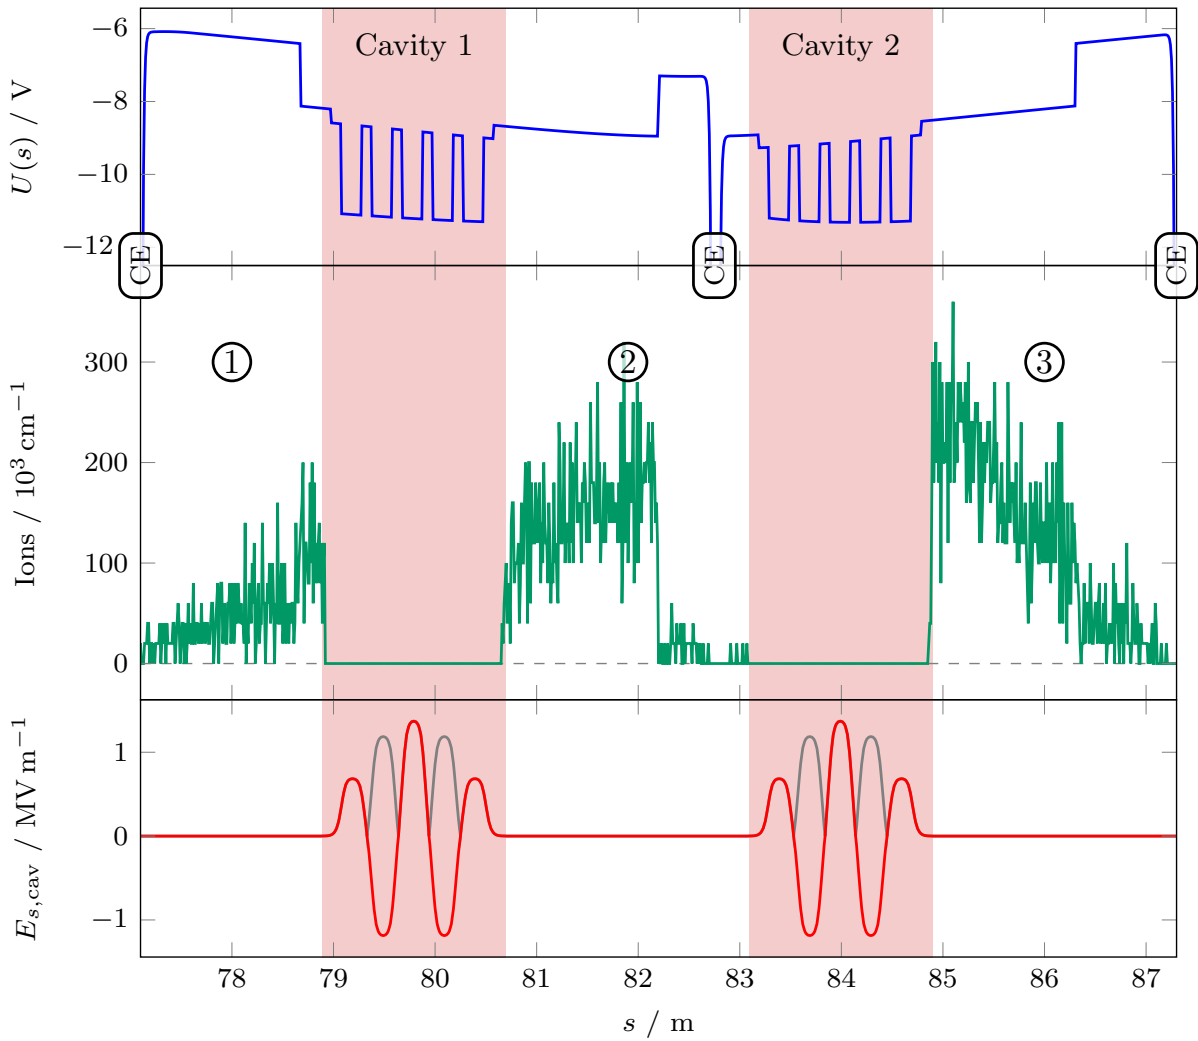 Cavity 1
Cavity 2
U(s) / V
−6
−8
−10
−12
CE
CE
CE
1
2
3
Ions / 10³ cm⁻¹
300
200
100
0
E_{s,cav} / MV m⁻¹
1
0
−1
78
79
80
81
82
83
84
85
86
87
s / m